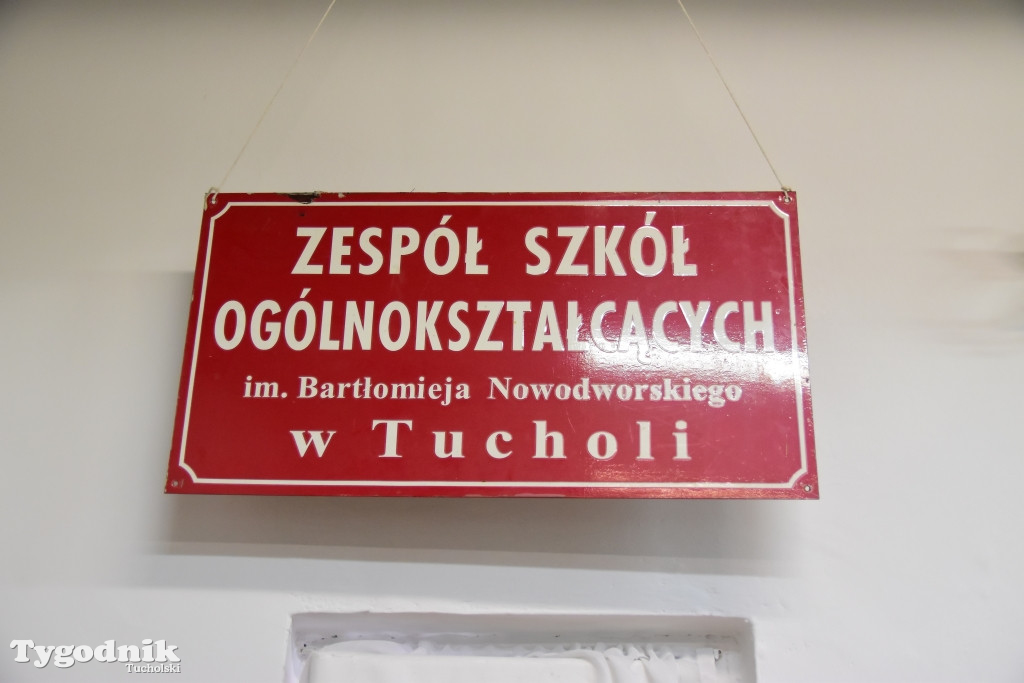 ZESPÓŁ SZKÓŁ
OGÓLNOKSZTAŁCĄCYCH
im. Bartłomieja Nowodworskiego
w Tucholi
Tygodnik
Tucholski